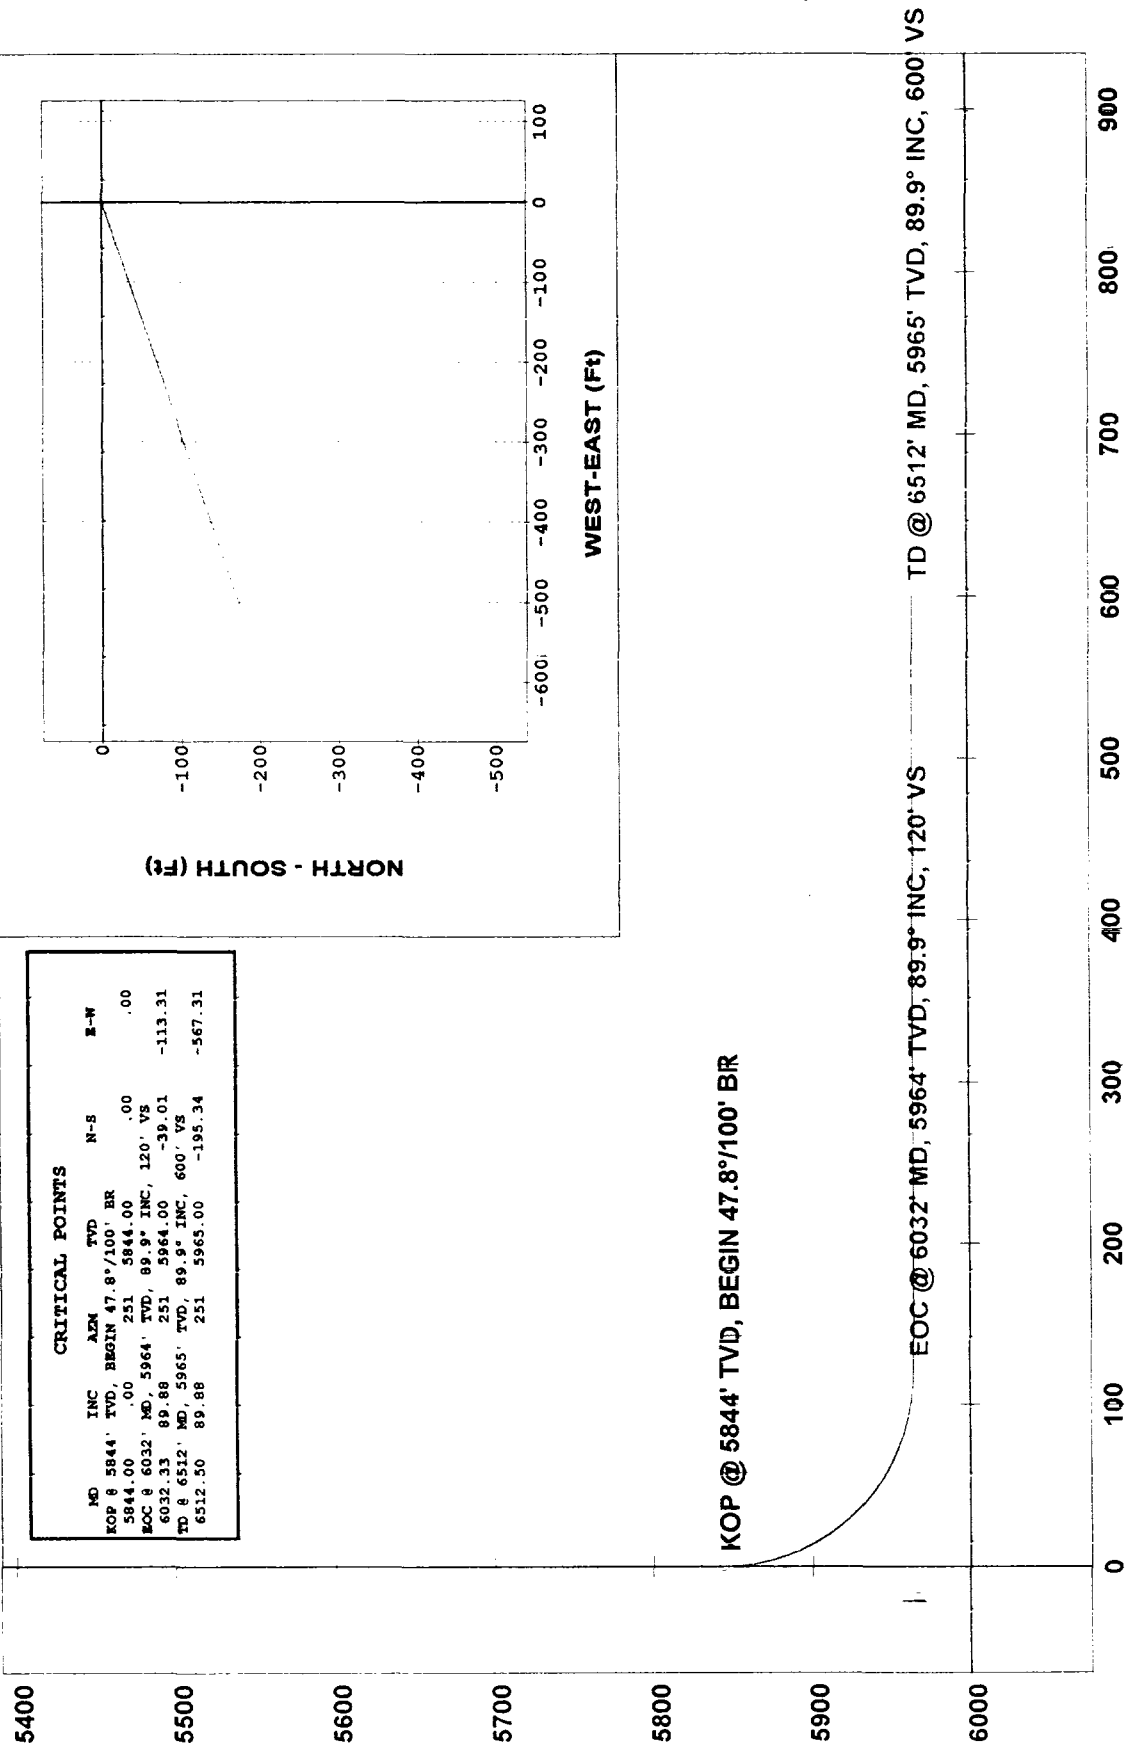 CRITICAL POINTS
MD INC AZM TVD N-S E-W
KOP @ 5844' TVD, BEGIN 47.8°/100' BR
5844.00 .00 251 5844.00 .00 .00
EOC @ 6032' MD, 5964' TVD, 89.9° INC, 120' VS
6032.33 89.88 251 5964.00 -39.01 -113.31
TD @ 6512' MD, 5965' TVD, 89.9° INC, 600' VS
6512.50 89.88 251 5965.00 -195.34 -567.31
NORTH - SOUTH (Ft)
0
-100
-200
-300
-400
-500
-600 -500 -400 -300 -200 -100 0 100
WEST-EAST (Ft)
5400
5500
5600
5700
5800
5900
6000
KOP @ 5844' TVD, BEGIN 47.8°/100' BR
EOC @ 6032' MD, 5964' TVD, 89.9° INC, 120' VS
TD @ 6512' MD, 5965' TVD, 89.9° INC, 600' VS
0 100 200 300 400 500 600 700 800 900